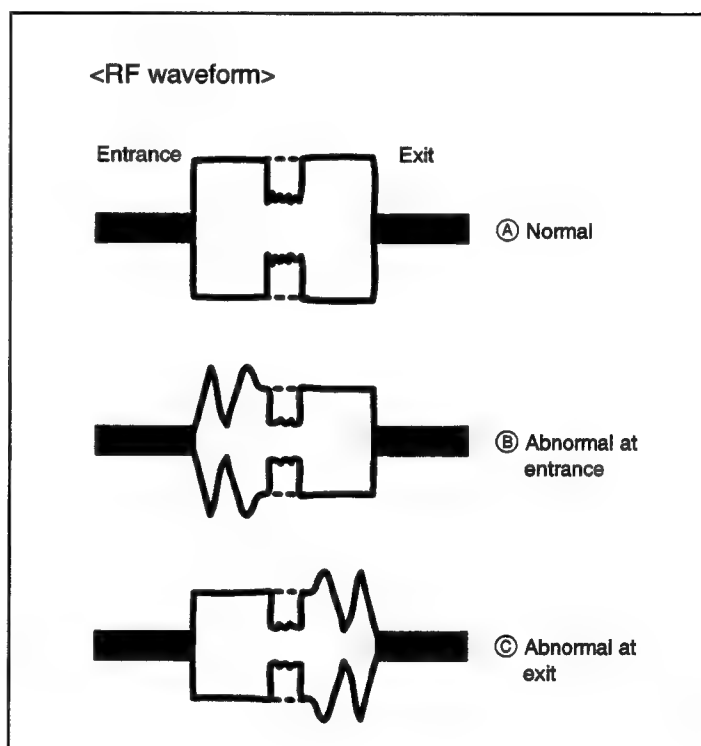 <RF waveform>
Entrance
Exit
Ⓐ Normal
Ⓑ Abnormal at
entrance
Ⓒ Abnormal at
exit